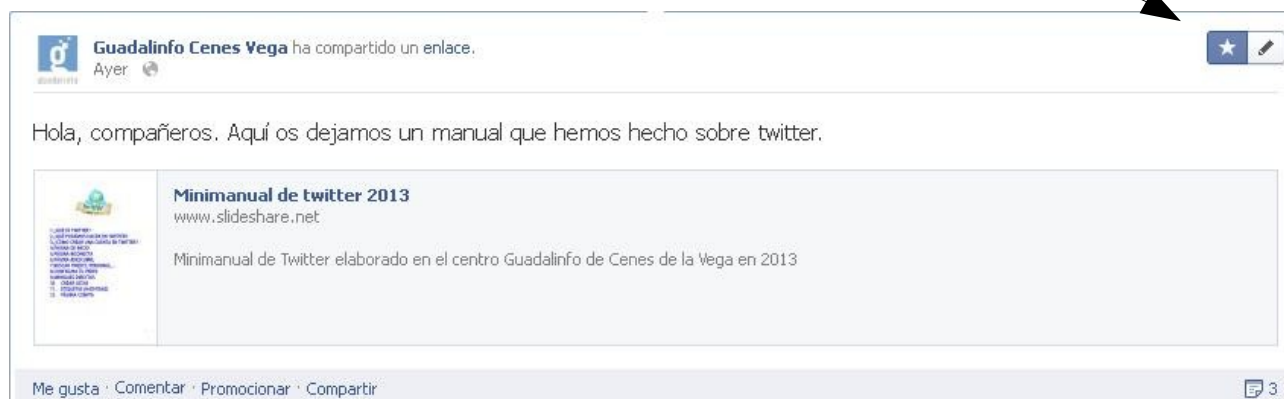 Guadalinfo Cenes Vega ha compartido un enlace.
Ayer
Hola, compañeros. Aquí os dejamos un manual que hemos hecho sobre twitter.
Minimanual de twitter 2013
www.slideshare.net
Minimanual de Twitter elaborado en el centro Guadalinfo de Cenes de la Vega en 2013
Me gusta · Comentar · Promocionar · Compartir
3